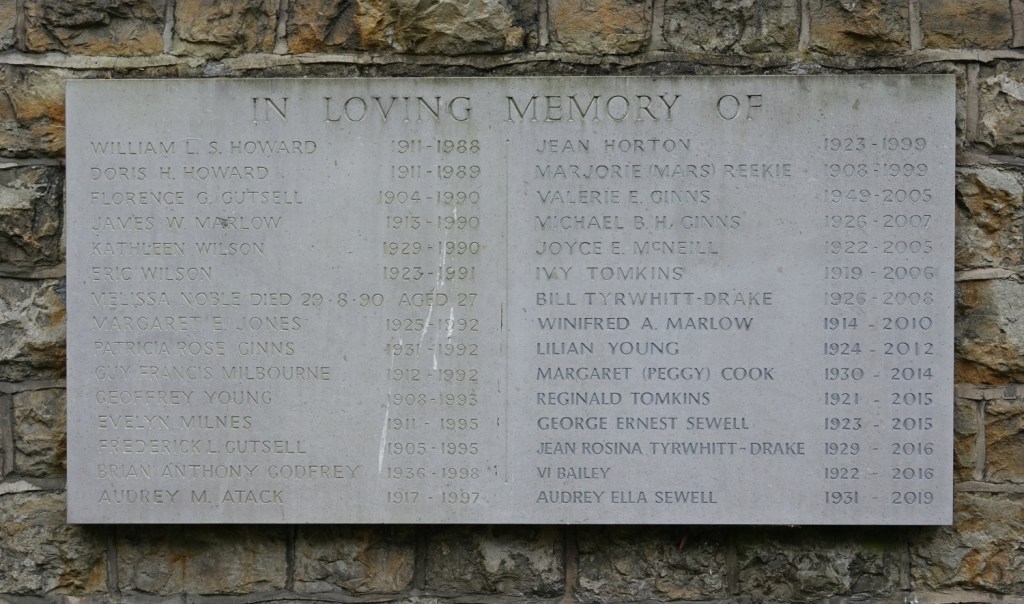 IN LOVING MEMORY OF
WILLIAM L. S. HOWARD 1911-1988
DORIS H. HOWARD 1911-1989
FLORENCE G. GUTSELL 1904-1990
JAMES W. MARLOW 1913-1990
KATHLEEN WILSON 1929-1990
ERIC WILSON 1923-1991
MELISSA NOBLE DIED 29·8·90 AGED 27
MARGARET E. JONES 1925-1992
PATRICIA ROSE GINNS 1931-1992
GUY FRANCIS MILBOURNE 1912-1992
GEOFFREY YOUNG 1908-1993
EVELYN MILNES 1911-1995
FREDERICK L. GUTSELL 1905-1995
BRIAN ANTHONY GODFREY 1936-1998
AUDREY M. ATACK 1917-1997
JEAN HORTON 1923-1999
MARJORIE (MARS) REEKIE 1908-1999
VALERIE E. GINNS 1949-2005
MICHAEL B. H. GINNS 1926-2007
JOYCE E. McNEILL 1922-2005
IVY TOMKINS 1919-2006
BILL TYRWHITT-DRAKE 1926-2008
WINIFRED A. MARLOW 1914 - 2010
LILIAN YOUNG 1924 - 2012
MARGARET (PEGGY) COOK 1930 - 2014
REGINALD TOMKINS 1921 - 2015
GEORGE ERNEST SEWELL 1923 - 2015
JEAN ROSINA TYRWHITT-DRAKE 1929 - 2016
VI BAILEY 1922 - 2016
AUDREY ELLA SEWELL 1931 - 2019